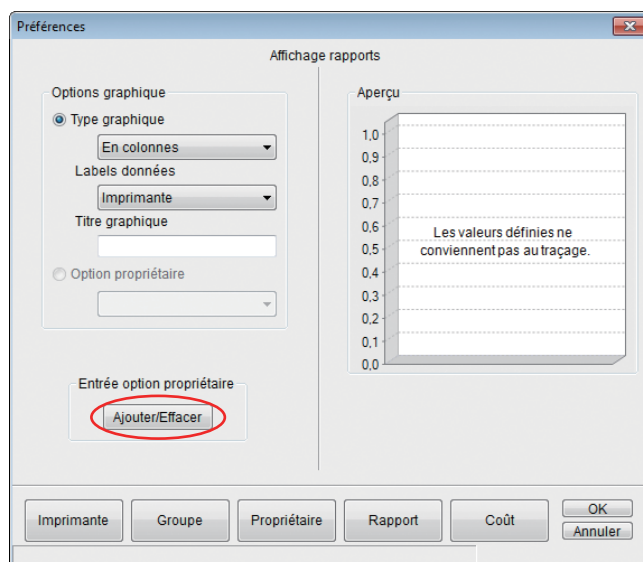 Préférences
Affichage rapports
Options graphique
Type graphique
En colonnes
Labels données
Imprimante
Titre graphique
Option propriétaire
Entrée option propriétaire
Ajouter/Effacer
Aperçu
1,0
0,9
0,8
0,7
0,6
0,5
0,4
0,3
0,2
0,1
0,0
Les valeurs définies ne
conviennent pas au traçage.
Imprimante
Groupe
Propriétaire
Rapport
Coût
OK
Annuler